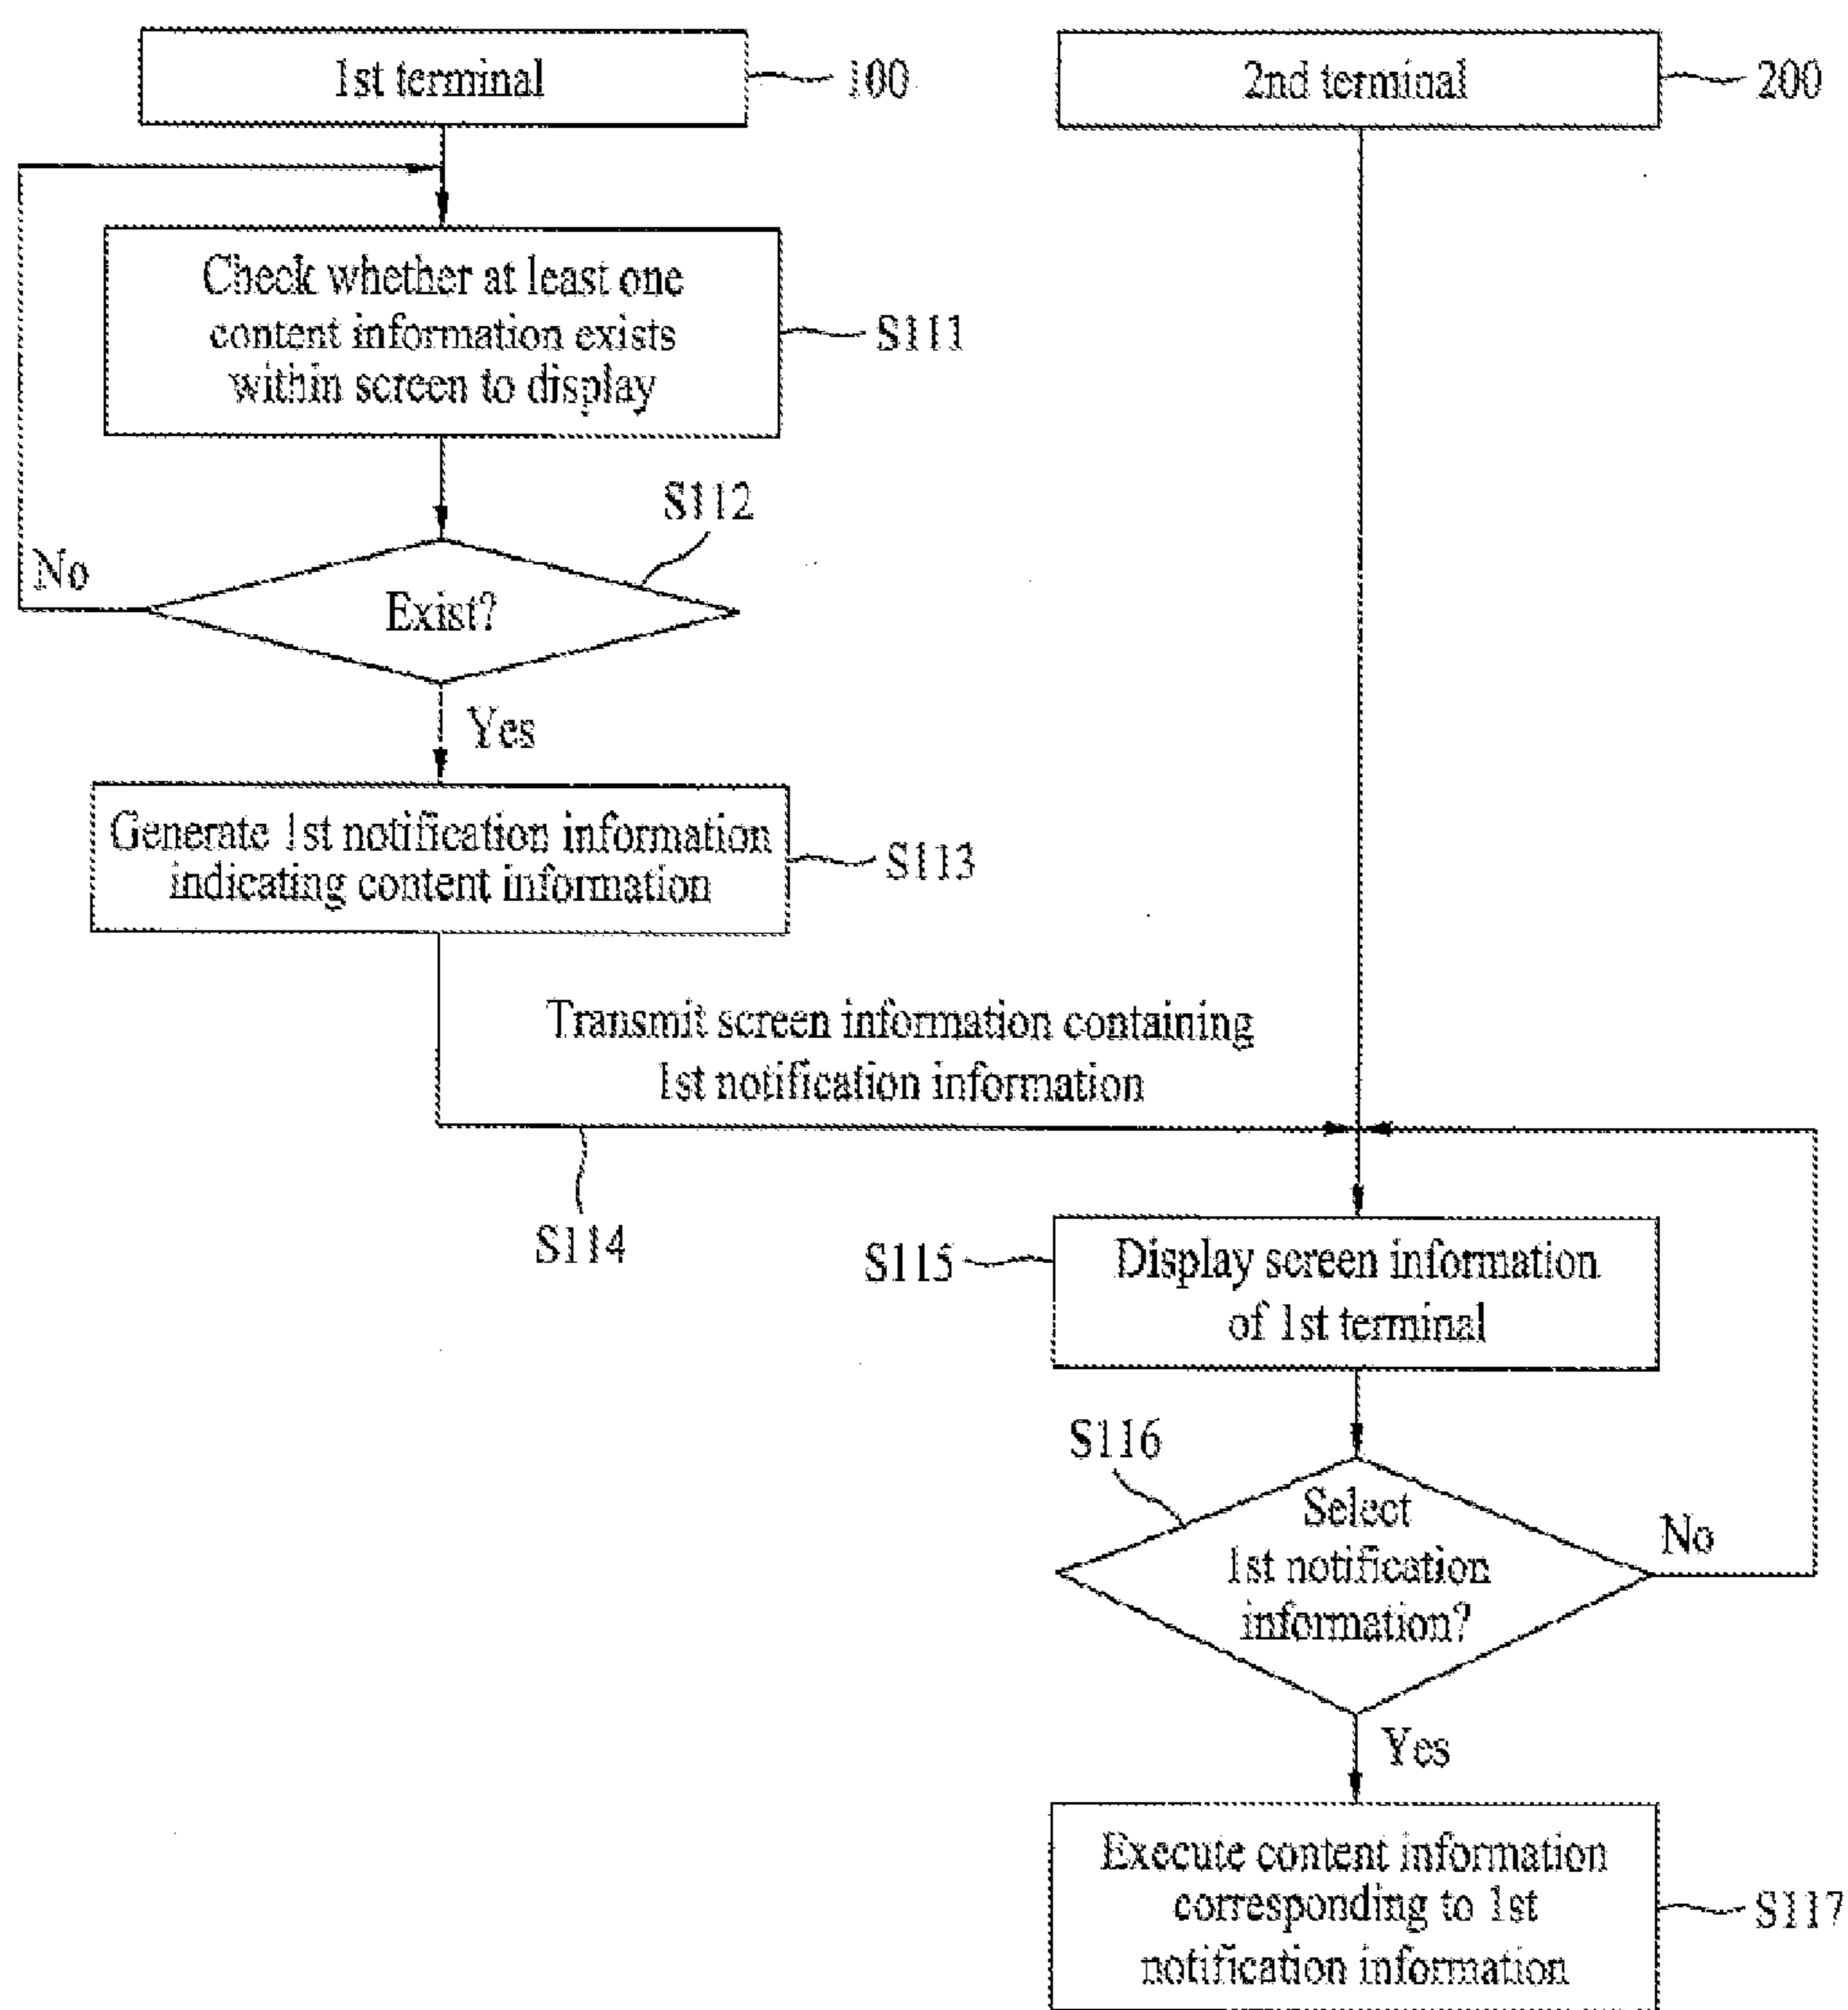 1st terminal
100
2nd terminal
200
Check whether at least one
content information exists
within screen to display
S111
S112
No
Exist?
Yes
Generate 1st notification information
indicating content information
S113
Transmit screen information containing
1st notification information
S114
S115
Display screen information
of 1st terminal
S116
Select
1st notification
information?
No
Yes
Execute content information
corresponding to 1st
notification information
S117